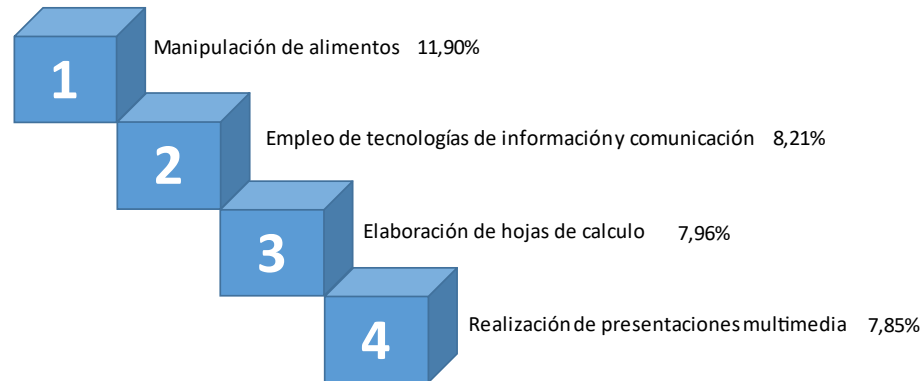 1 Manipulación de alimentos 11,90%
2 Empleo de tecnologías de información y comunicación 8,21%
3 Elaboración de hojas de calculo 7,96%
4 Realización de presentaciones multimedia 7,85%